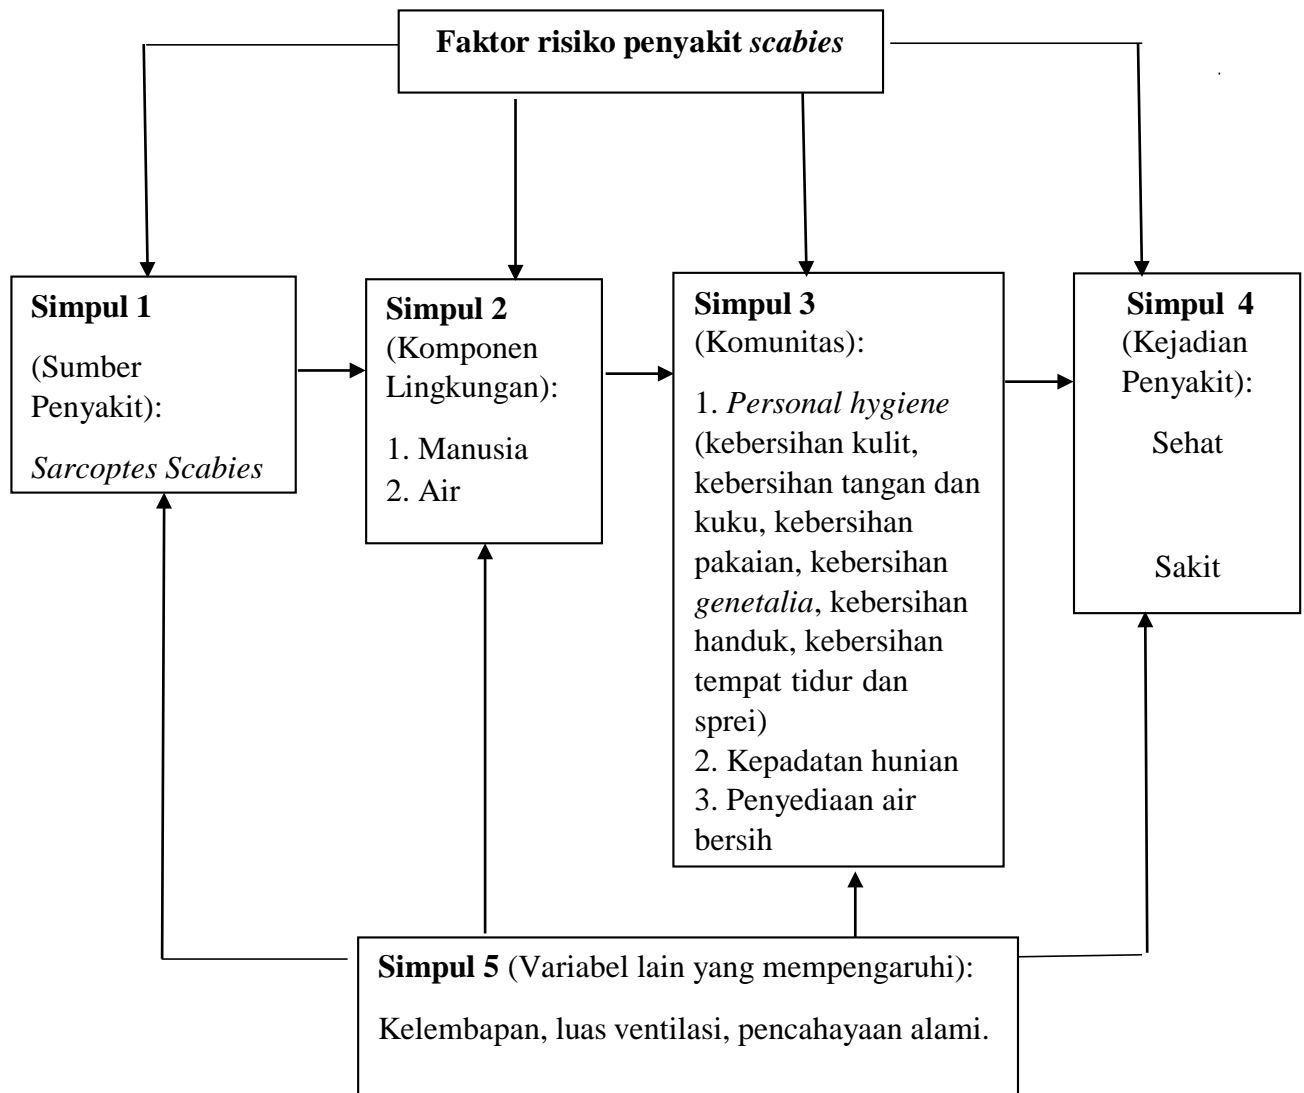 Faktor risiko penyakit scabies
Simpul 1
(Sumber
Penyakit):
Sarcoptes Scabies
Simpul 2
(Komponen
Lingkungan):
1. Manusia
2. Air
Simpul 3
(Komunitas):
1. Personal hygiene
(kebersihan kulit,
kebersihan tangan dan
kuku, kebersihan
pakaian, kebersihan
genetalia, kebersihan
handuk, kebersihan
tempat tidur dan
sprei)
2. Kepadatan hunian
3. Penyediaan air
bersih
Simpul 4
(Kejadian
Penyakit):
Sehat
Sakit
Simpul 5 (Variabel lain yang mempengaruhi):
Kelembapan, luas ventilasi, pencahayaan alami.